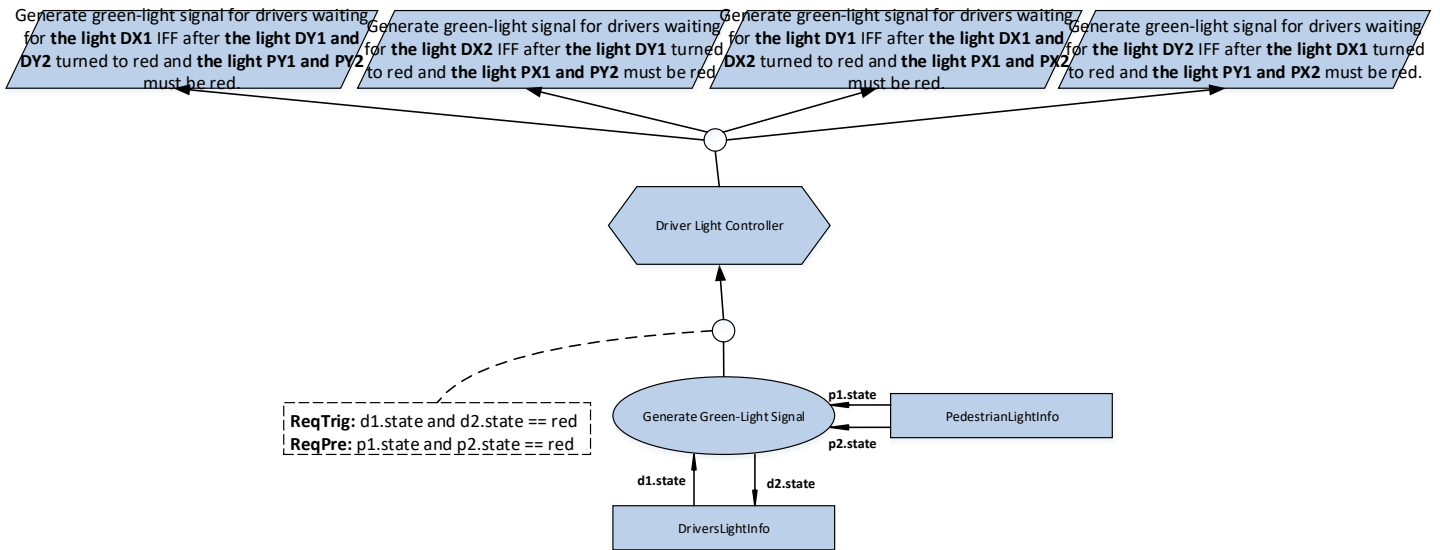 Generate green-light signal for drivers waiting
for the light DX1 IFF after the light DY1 and
DY2 turned to red and the light PY1 and PY2
must be red.
Generate green-light signal for drivers waiting
for the light DX2 IFF after the light DY1 turned
to red and the light PX1 and PY2 must be red.
Generate green-light signal for drivers waiting
for the light DY1 IFF after the light DX1 and
DX2 turned to red and the light PX1 and PX2
must be red.
Generate green-light signal for drivers waiting
for the light DY2 IFF after the light DX1 turned
to red and the light PY1 and PX2 must be red.
Driver Light Controller
ReqTrig: d1.state and d2.state == red
ReqPre: p1.state and p2.state == red
Generate Green-Light Signal
p1.state
p2.state
PedestrianLightInfo
d1.state
d2.state
DriversLightInfo